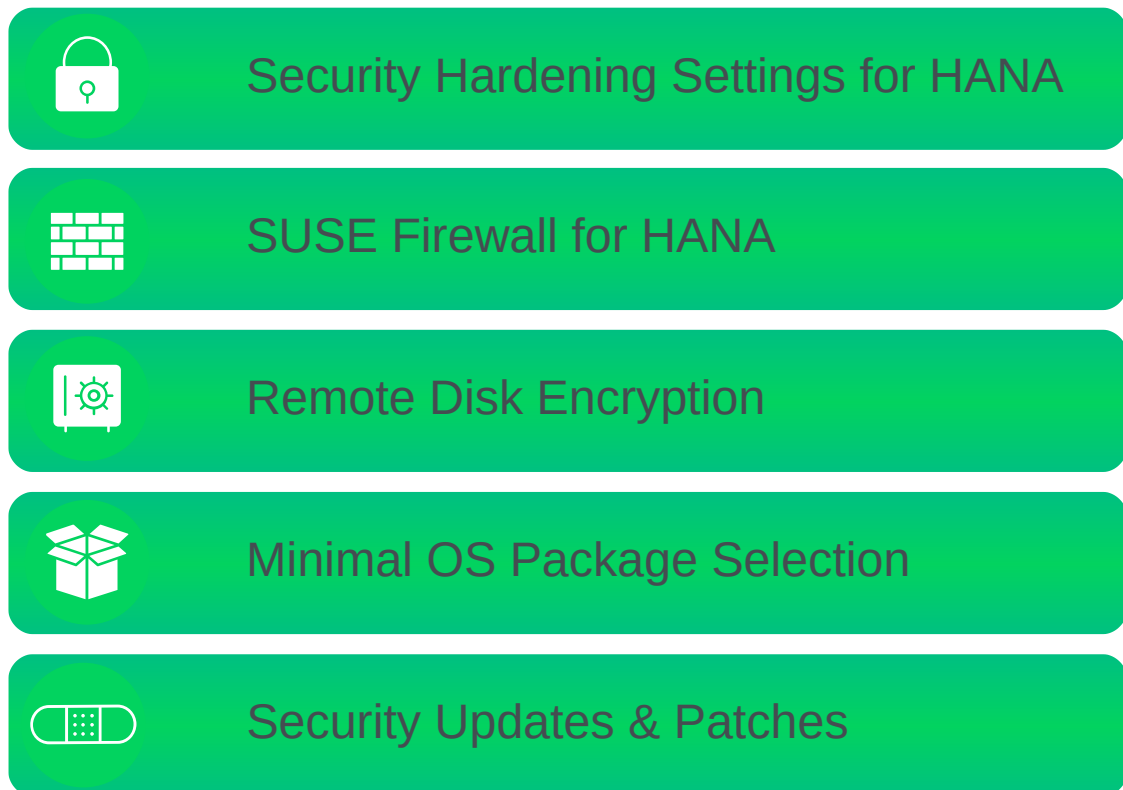 Security Hardening Settings for HANA
SUSE Firewall for HANA
Remote Disk Encryption
Minimal OS Package Selection
Security Updates & Patches